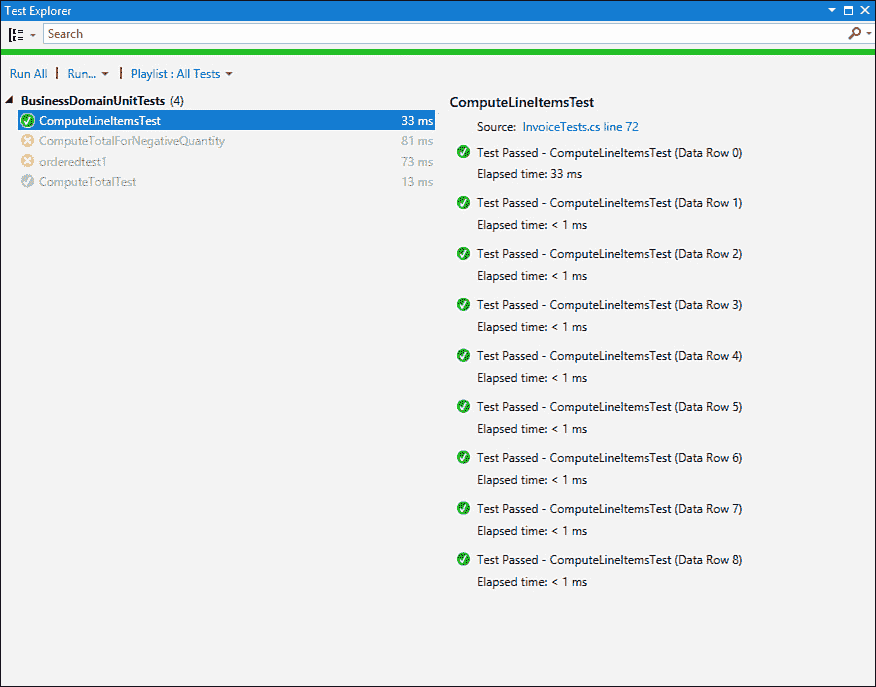 Test Explorer
Search
Run All | Run... | Playlist : All Tests
BusinessDomainUnitTests (4)
ComputeLineItemsTest 33 ms
ComputeTotalForNegativeQuantity 81 ms
orderedtest1 73 ms
ComputeTotalTest 13 ms
ComputeLineItemsTest
Source: InvoiceTests.cs line 72
Test Passed - ComputeLineItemsTest (Data Row 0)
Elapsed time: 33 ms
Test Passed - ComputeLineItemsTest (Data Row 1)
Elapsed time: < 1 ms
Test Passed - ComputeLineItemsTest (Data Row 2)
Elapsed time: < 1 ms
Test Passed - ComputeLineItemsTest (Data Row 3)
Elapsed time: < 1 ms
Test Passed - ComputeLineItemsTest (Data Row 4)
Elapsed time: < 1 ms
Test Passed - ComputeLineItemsTest (Data Row 5)
Elapsed time: < 1 ms
Test Passed - ComputeLineItemsTest (Data Row 6)
Elapsed time: < 1 ms
Test Passed - ComputeLineItemsTest (Data Row 7)
Elapsed time: < 1 ms
Test Passed - ComputeLineItemsTest (Data Row 8)
Elapsed time: < 1 ms